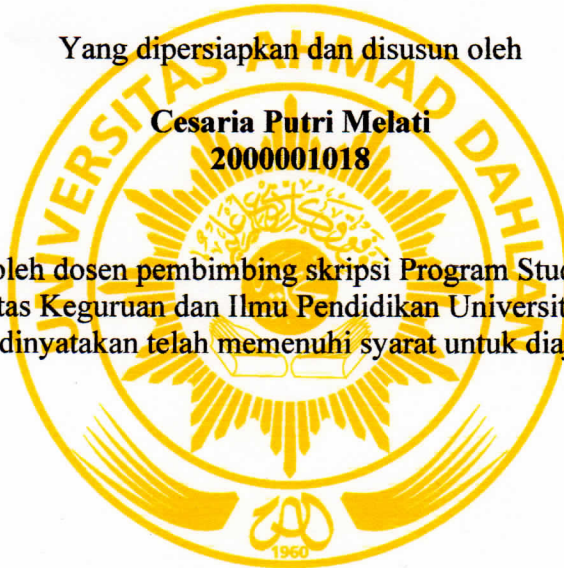 Yang dipersiapkan dan disusun oleh
UNIVERSITAS AHMAD DAHLAN
Cesaria Putri Melati
2000001018
oleh dosen pembimbing skripsi Program Stud
tas Keguruan dan Ilmu Pendidikan Universit
dinyatakan telah memenuhi syarat untuk dia
1960